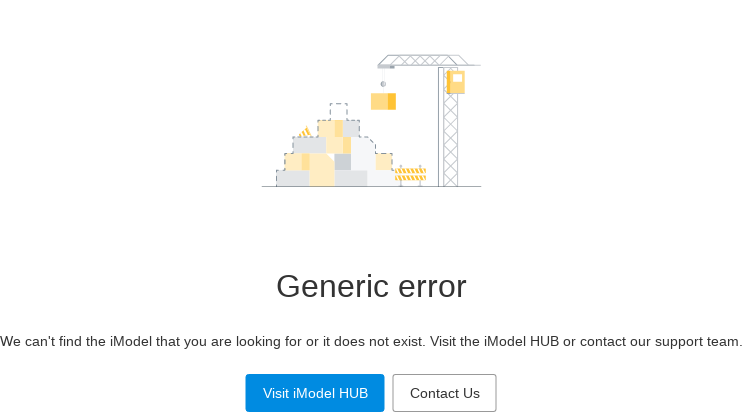 Generic error
We can't find the iModel that you are looking for or it does not exist. Visit the iModel HUB or contact our support team.
Visit iModel HUB
Contact Us